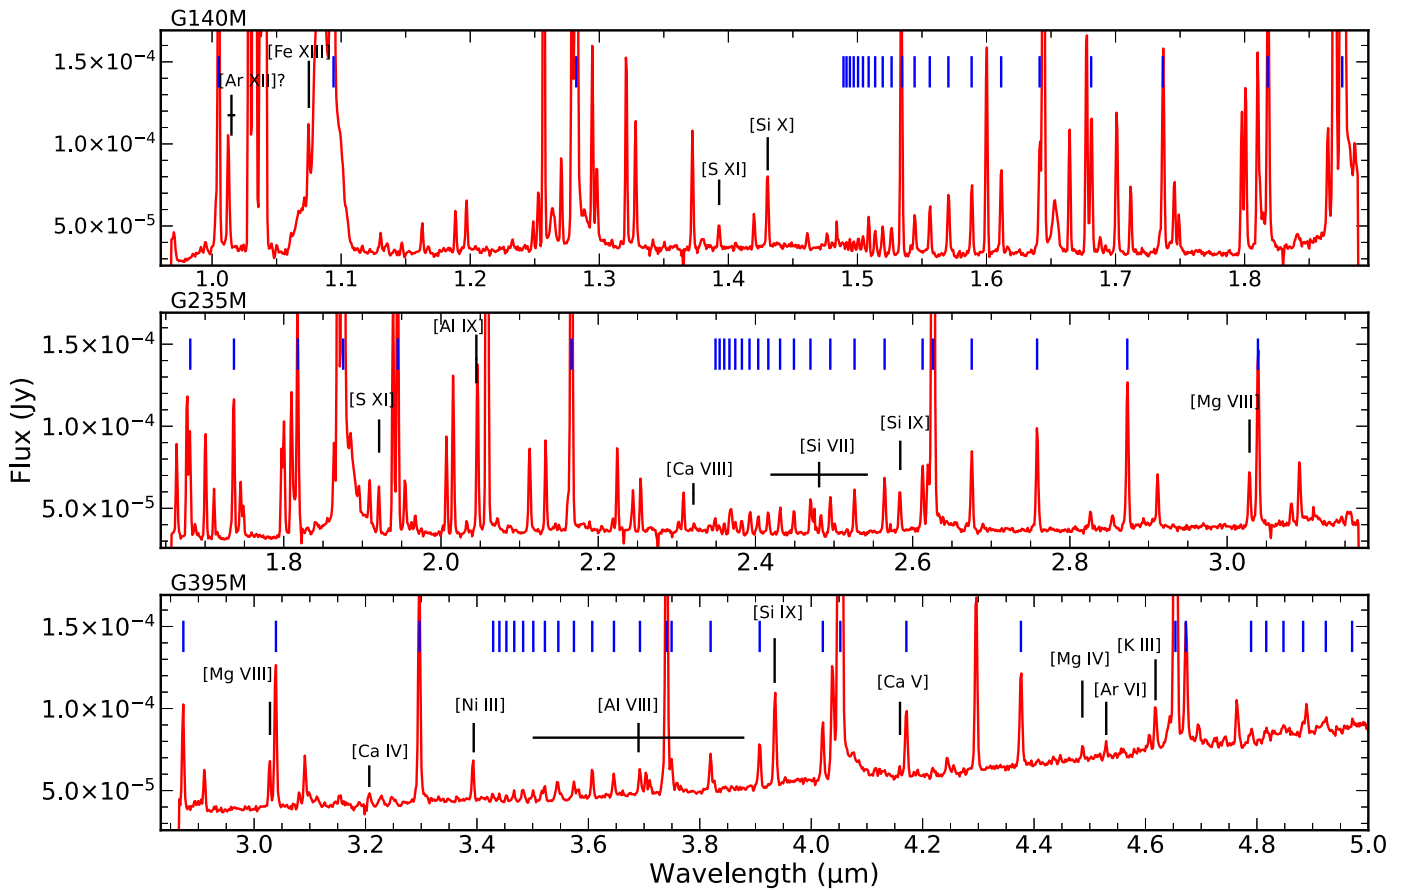 G140M
1.5×10⁻⁴
1.0×10⁻⁴
5.0×10⁻⁵
[Fe XIII]
[Ar XII]?
[Si X]
[S XI]
1.0 1.1 1.2 1.3 1.4 1.5 1.6 1.7 1.8
G235M
1.5×10⁻⁴
1.0×10⁻⁴
5.0×10⁻⁵
[Al IX]
[S XI]
[Mg VIII]
[Si IX]
[Si VII]
[Ca VIII]
1.8 2.0 2.2 2.4 2.6 2.8 3.0
Flux (Jy)
G395M
1.5×10⁻⁴
1.0×10⁻⁴
5.0×10⁻⁵
[Si IX]
[K III]
[Mg IV]
[Mg VIII]
[Ca V]
[Ar VI]
[Ni III]
[Al VIII]
[Ca IV]
3.0 3.2 3.4 3.6 3.8 4.0 4.2 4.4 4.6 4.8 5.0
Wavelength (μm)